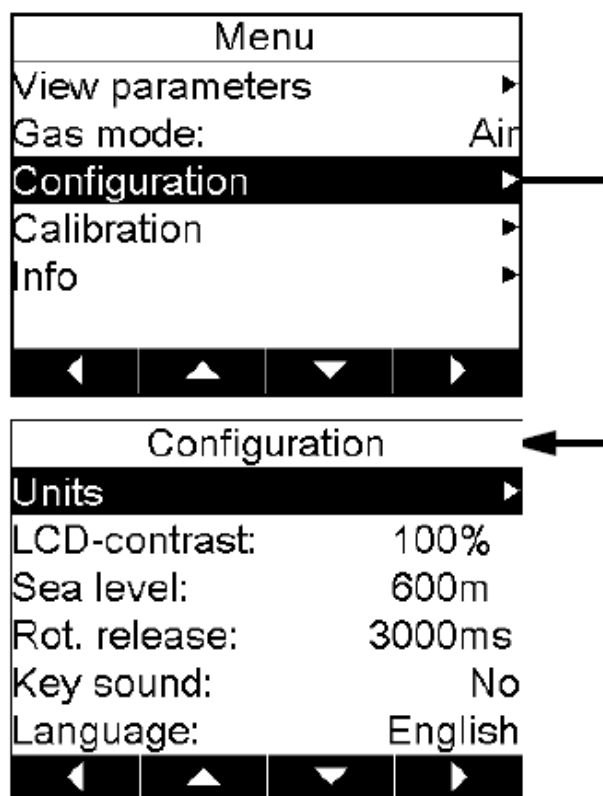 Menu
View parameters
Gas mode: Air
Configuration
Calibration
Info
Configuration
Units
LCD-contrast: 100%
Sea level: 600m
Rot. release: 3000ms
Key sound: No
Language: English